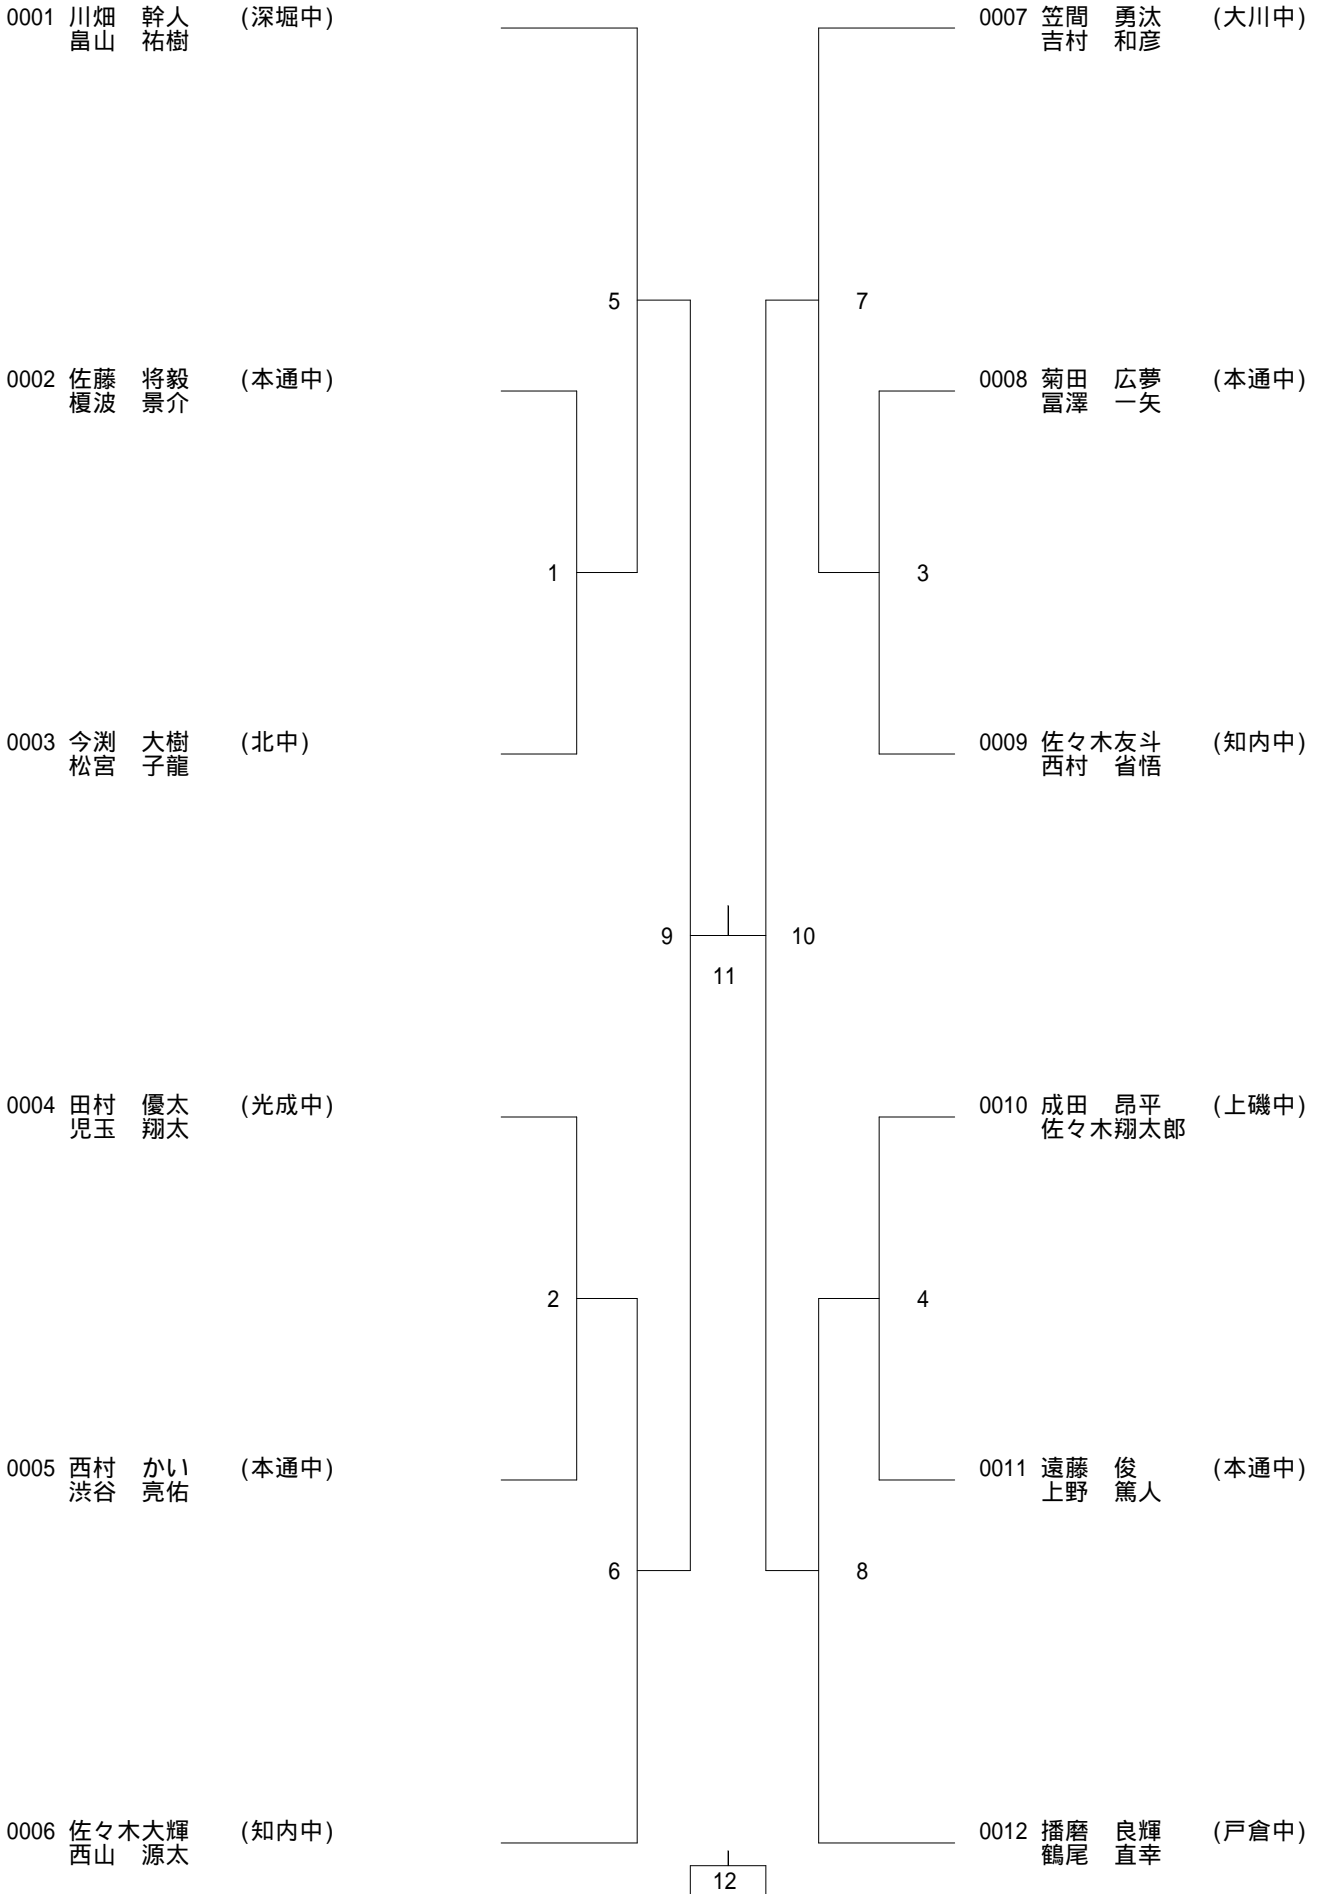 0001 川畑 幹人 (深堀中)
畠山 祐樹
5
0002 佐藤 将毅 (本通中)
榎波 景介
1
0003 今渕 大樹 (北中)
松宮 子龍
9
0004 田村 優太 (光成中)
児玉 翔太
2
0005 西村 かい (本通中)
渋谷 亮佑
6
0006 佐々木大輝 (知内中)
西山 源太
11
12
0007 笠間 勇汰 (大川中)
吉村 和彦
7
0008 菊田 広夢 (本通中)
冨澤 一矢
3
0009 佐々木友斗 (知内中)
西村 省悟
10
0010 成田 昂平 (上磯中)
佐々木翔太郎
4
0011 遠藤 俊 (本通中)
上野 篤人
8
0012 播磨 良輝 (戸倉中)
鶴尾 直幸